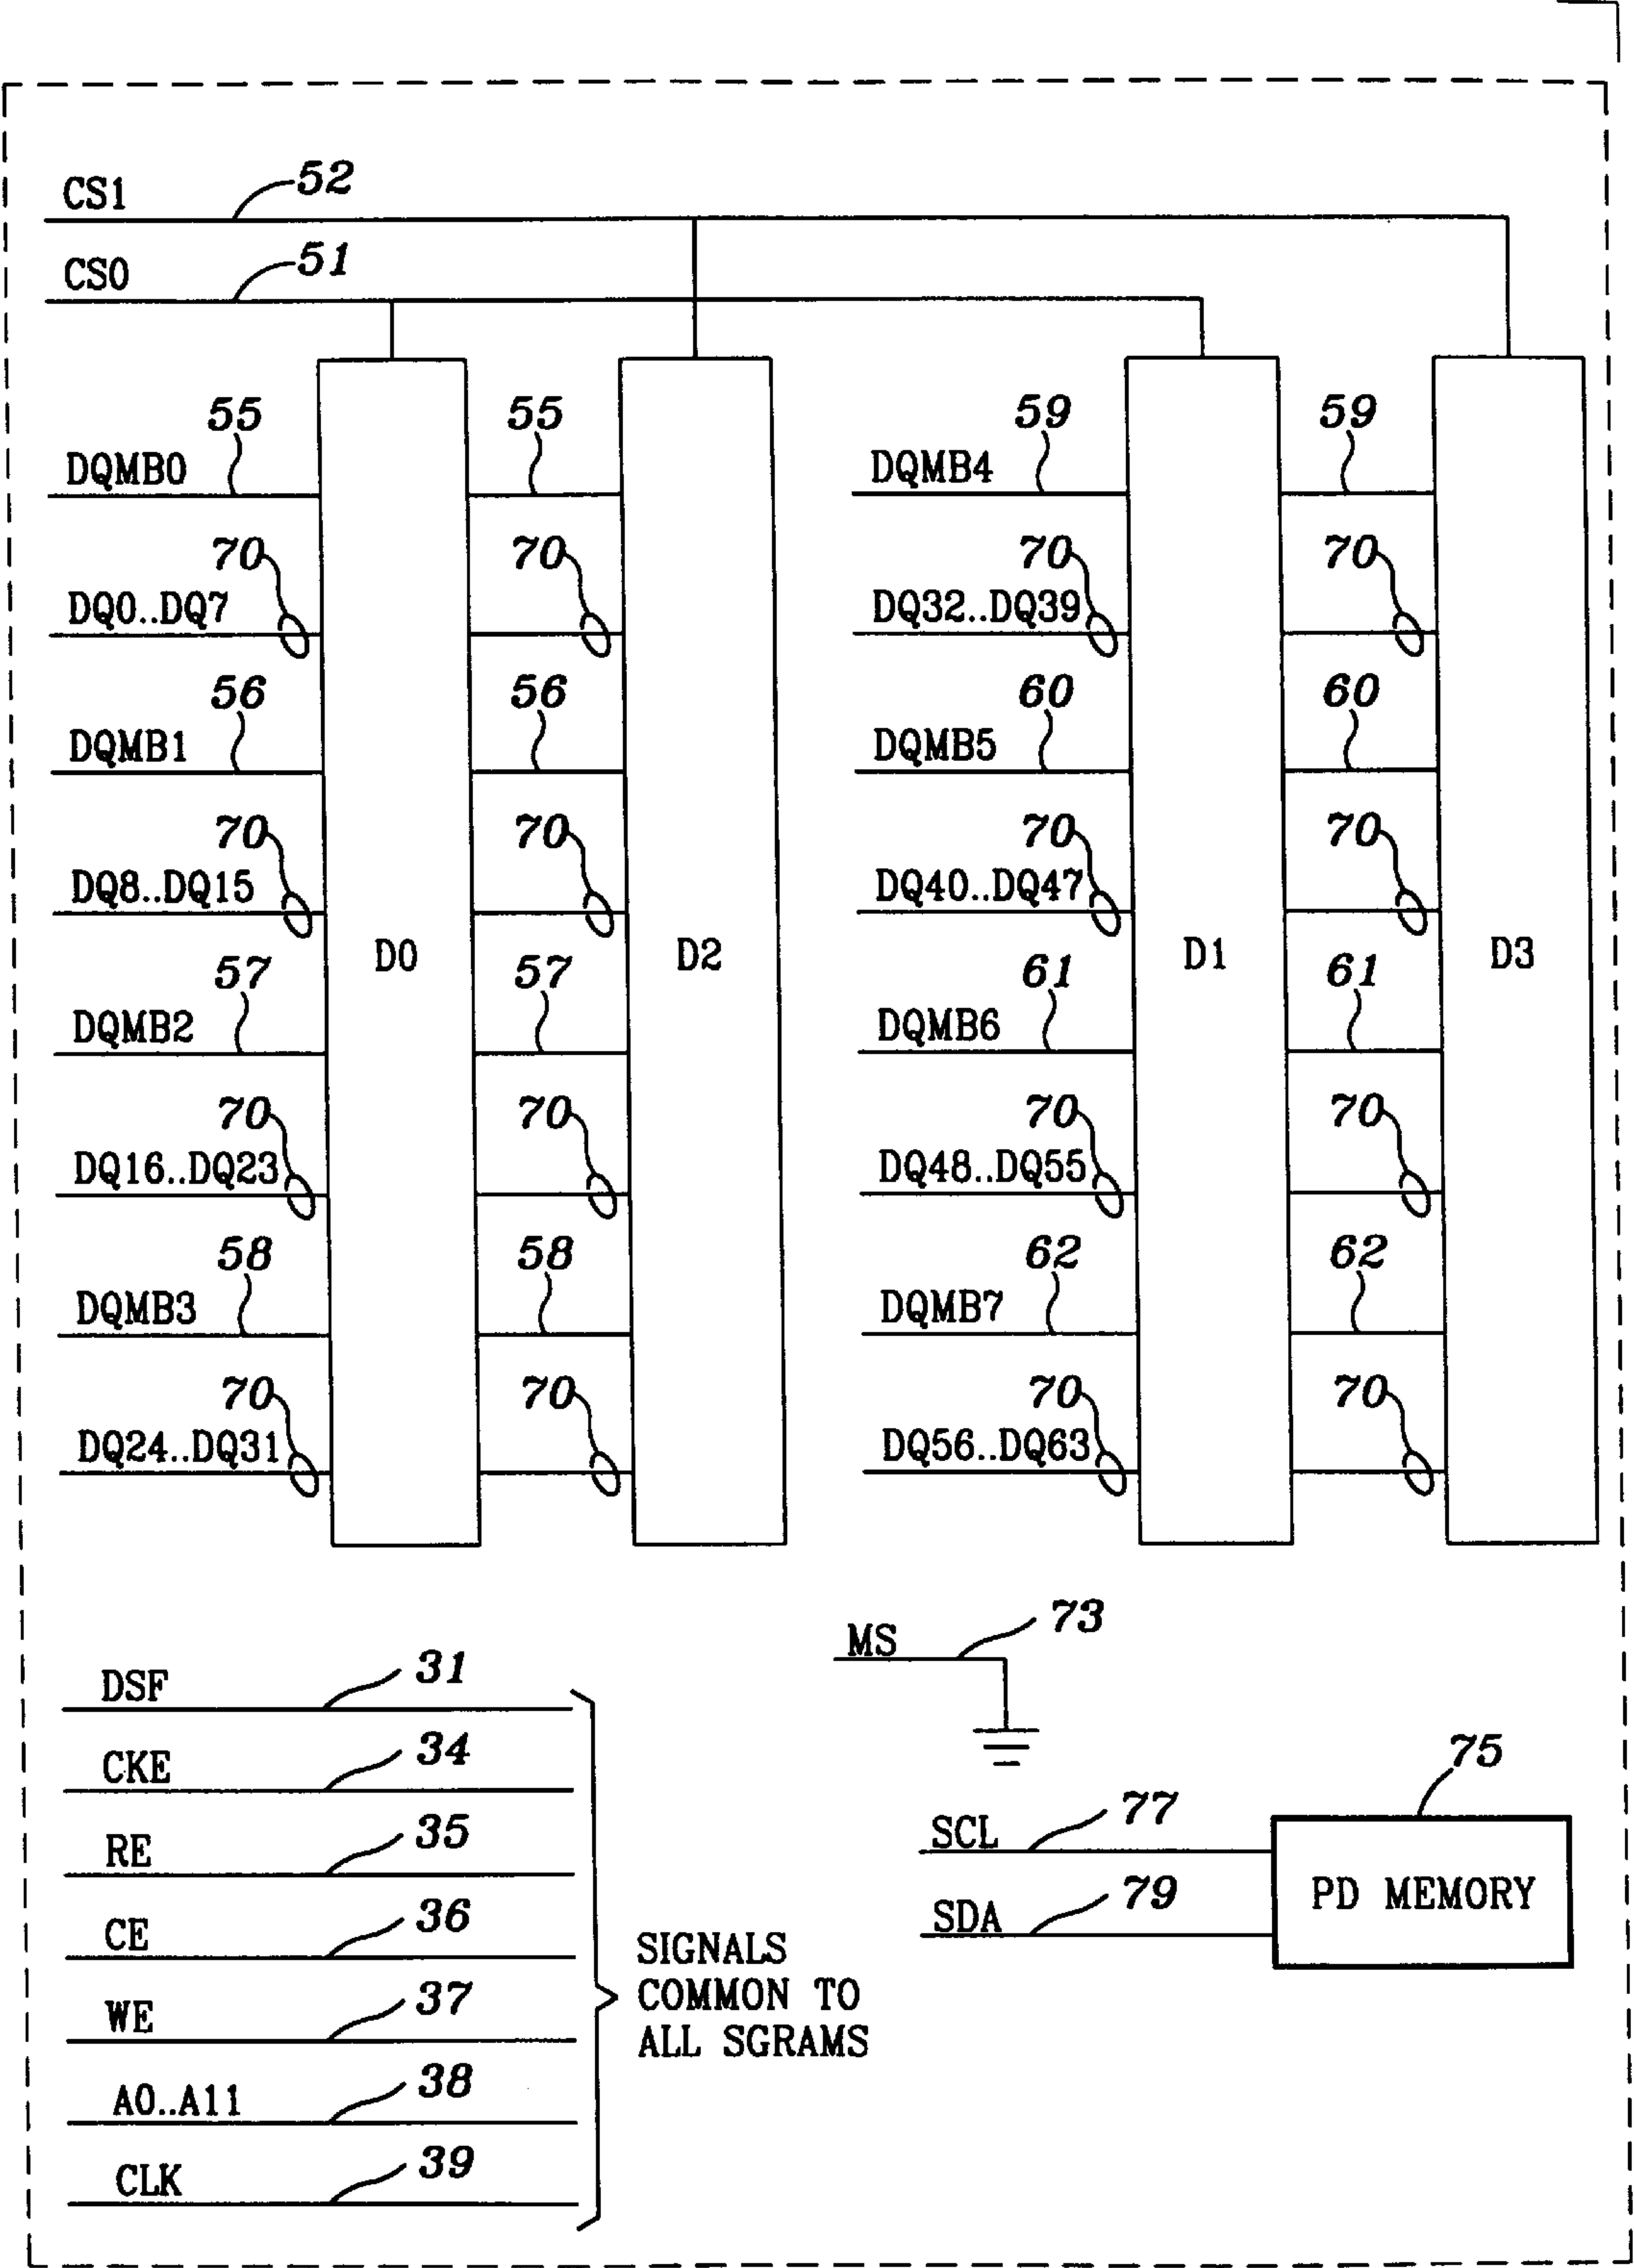 CS1 52
CS0 51
55 55 59 59
DQMB0 DQMB4
70 70 70 70
DQ0..DQ7 DQ32..DQ39
56 56 60 60
DQMB1 DQMB5
70 70 70 70
DQ8..DQ15 DQ40..DQ47
D0 D2 D1 D3
57 57 61 61
DQMB2 DQMB6
70 70 70 70
DQ16..DQ23 DQ48..DQ55
58 58 62 62
DQMB3 DQMB7
70 70 70 70
DQ24..DQ31 DQ56..DQ63
MS 73
DSF 31
CKE 34
RE 35
CE 36
WE 37
A0..A11 38
CLK 39
SIGNALS
COMMON TO
ALL SGRAMS
75
SCL 77
SDA 79
PD MEMORY